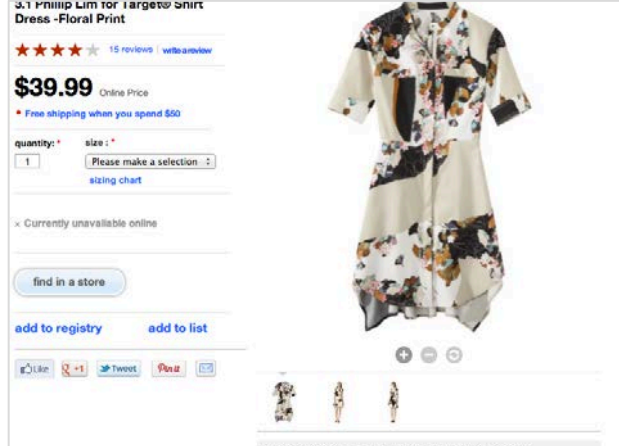 3.1 Phillip Lim for Target® Shirt
Dress -Floral Print
15 reviews | write a review
$39.99 Online Price
• Free shipping when you spend $50
quantity: * size : *
1 Please make a selection
sizing chart
× Currently unavailable online
find in a store
add to registry add to list
Like +1 Tweet Pin it